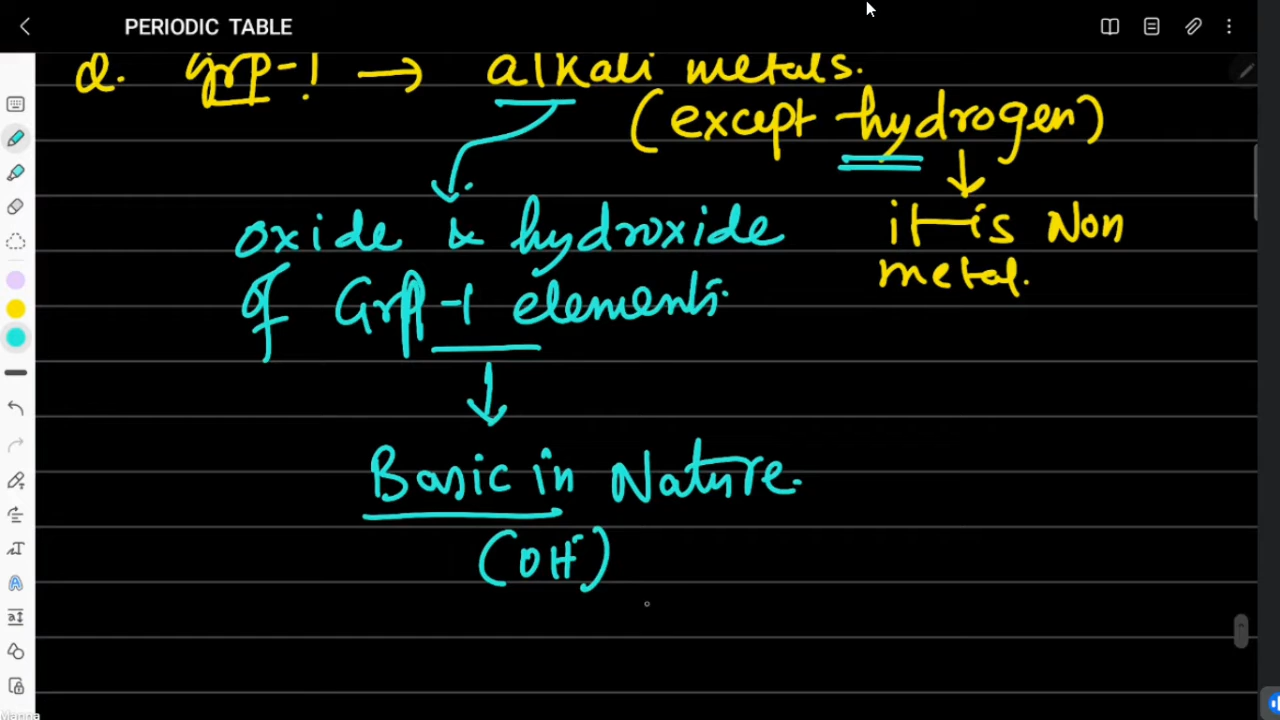 PERIODIC TABLE
d. grp-1 → alkali metals.
(except hydrogen)
it is Non
metal.
oxide & hydroxide
of Grp-1 elements.
Basic in Nature.
(OH⁻)